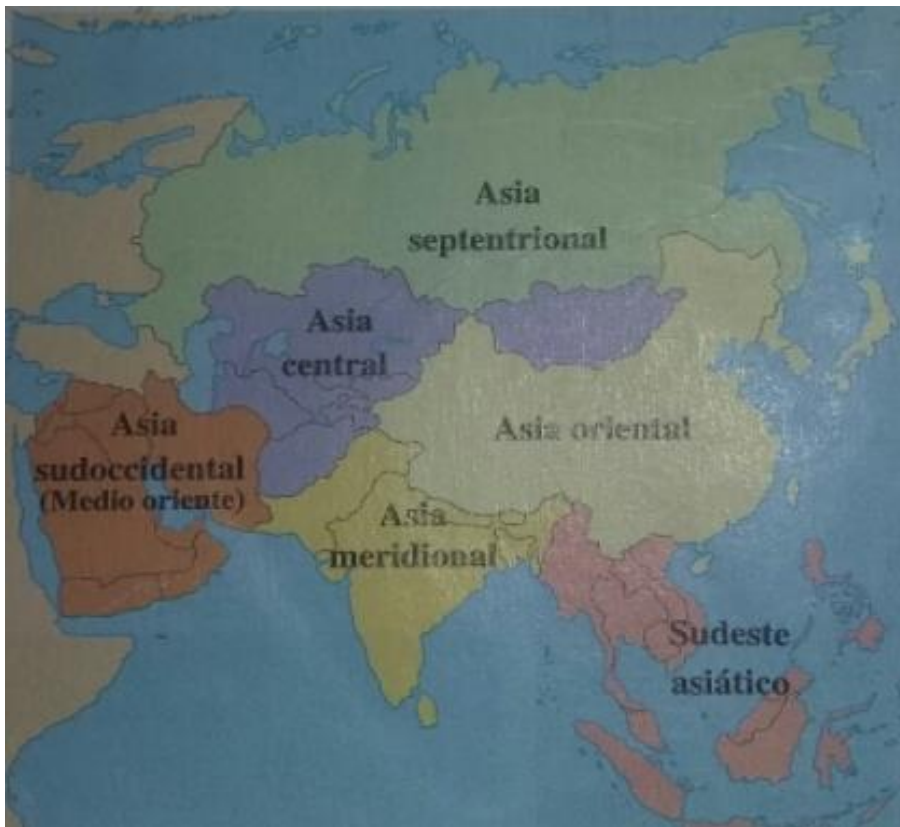 Asia
septentrional
Asia
central
Asia oriental
Asia
sudoccidental
(Medio oriente)
Asia
meridional
Sudeste
asiático